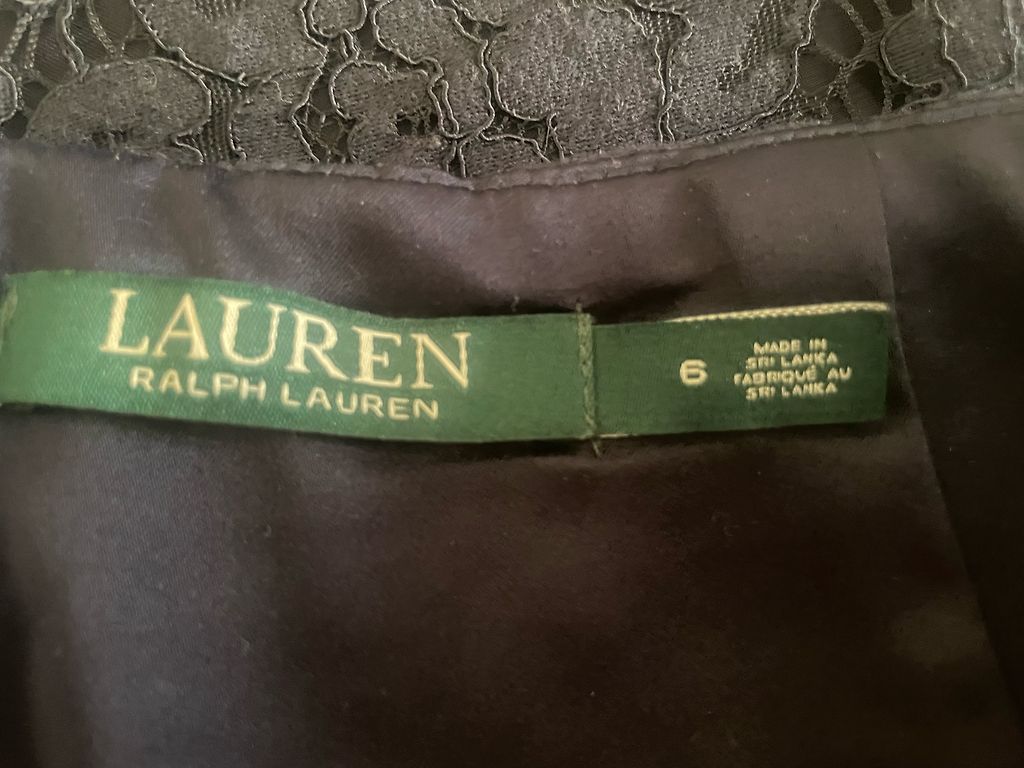 LAUREN
RALPH LAUREN
6
MADE IN
SRI LANKA
FABRIQUÉ AU
SRI LANKA